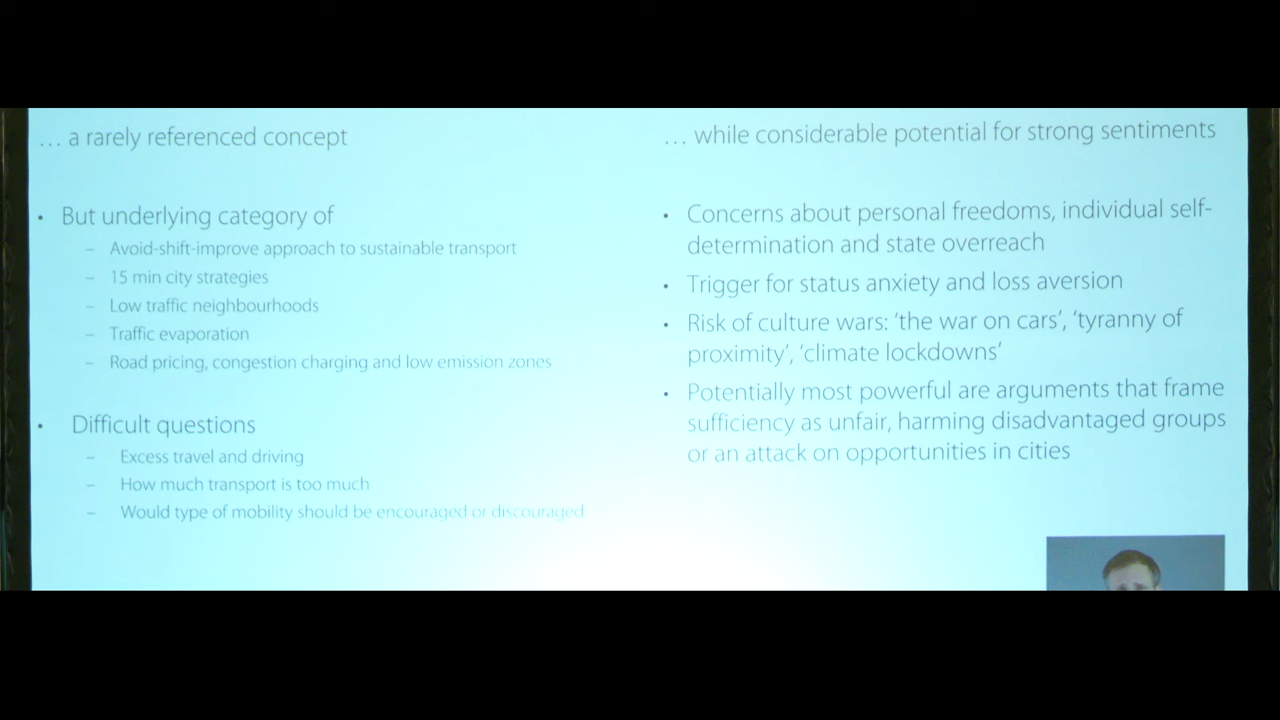 … a rarely referenced concept
• But underlying category of
– Avoid-shift-improve approach to sustainable transport
– 15 min city strategies
– Low traffic neighbourhoods
– Traffic evaporation
– Road pricing, congestion charging and low emission zones
• Difficult questions
– Excess travel and driving
– How much transport is too much
– Would type of mobility should be encouraged or discouraged
… while considerable potential for strong sentiments
• Concerns about personal freedoms, individual self-
determination and state overreach
• Trigger for status anxiety and loss aversion
• Risk of culture wars: ‘the war on cars’, ‘tyranny of
proximity’, ‘climate lockdowns’
• Potentially most powerful are arguments that frame
sufficiency as unfair, harming disadvantaged groups
or an attack on opportunities in cities